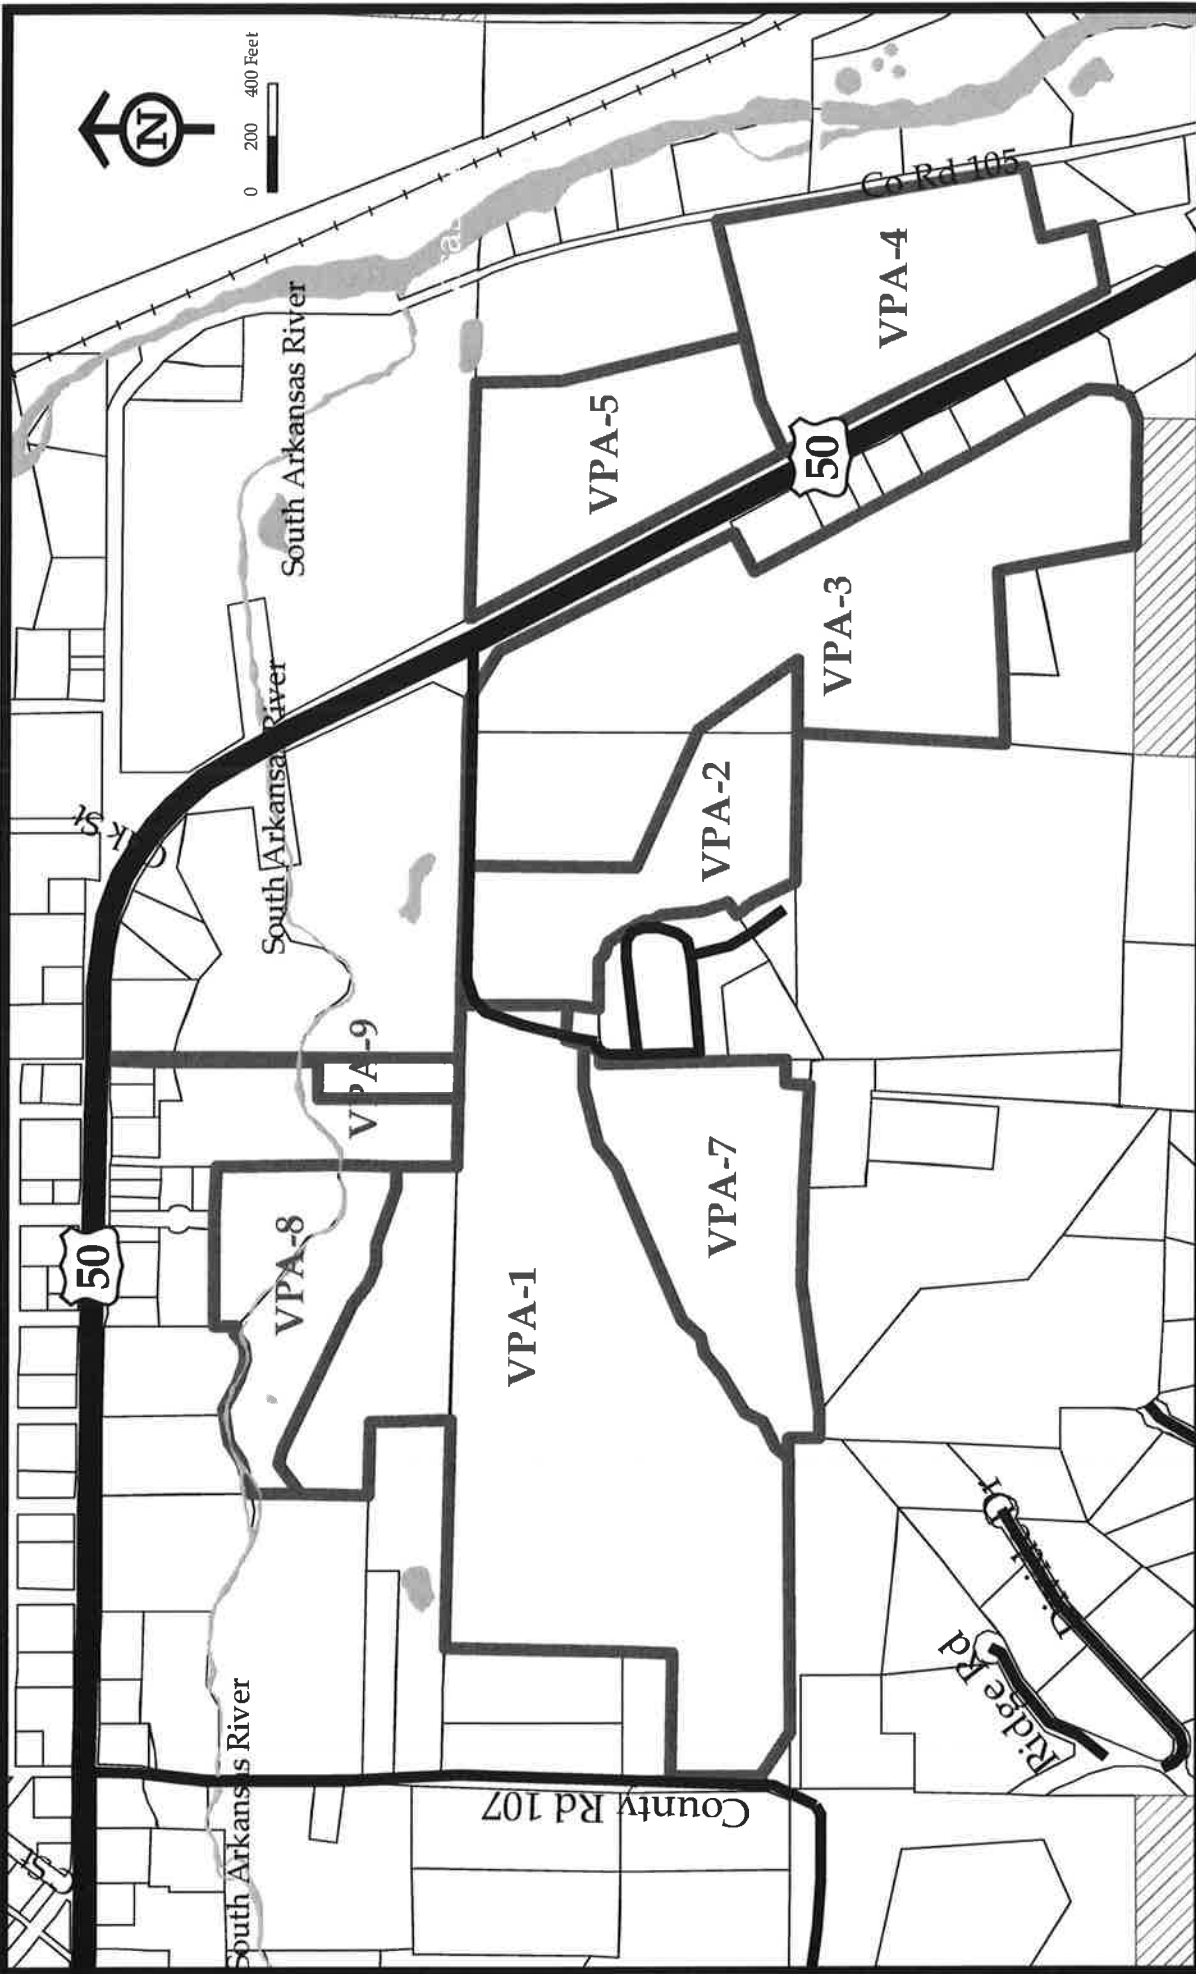 N
0 200 400 Feet
Co Rd 105
VPA-4
South Arkansas River
VPA-5
50
VPA-3
South Arkansas River
VPA-2
South Arkansas River
VPA-9
VPA-7
VPA-8
50
VPA-1
Ridge Rd
County Rd 107
South Arkansas River
St